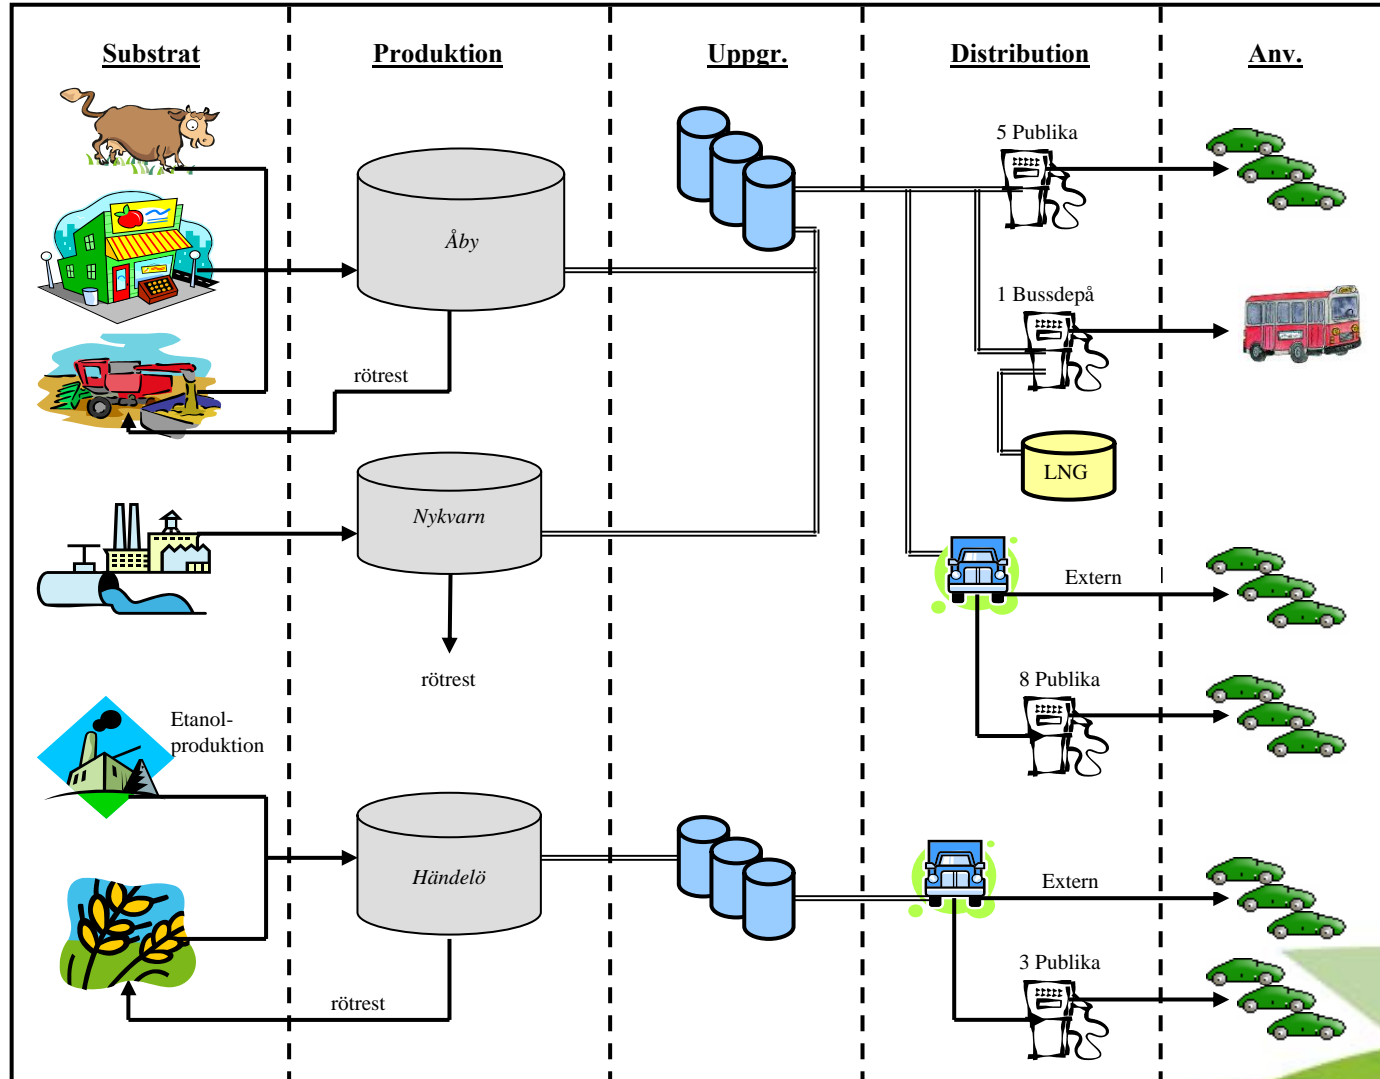 Substrat
Produktion
Uppgr.
Distribution
Anv.
5 Publika
Åby
1 Bussdepå
rötrest
LNG
Nykvarn
Extern
rötrest
8 Publika
Etanol-
produktion
Händelö
Extern
3 Publika
rötrest